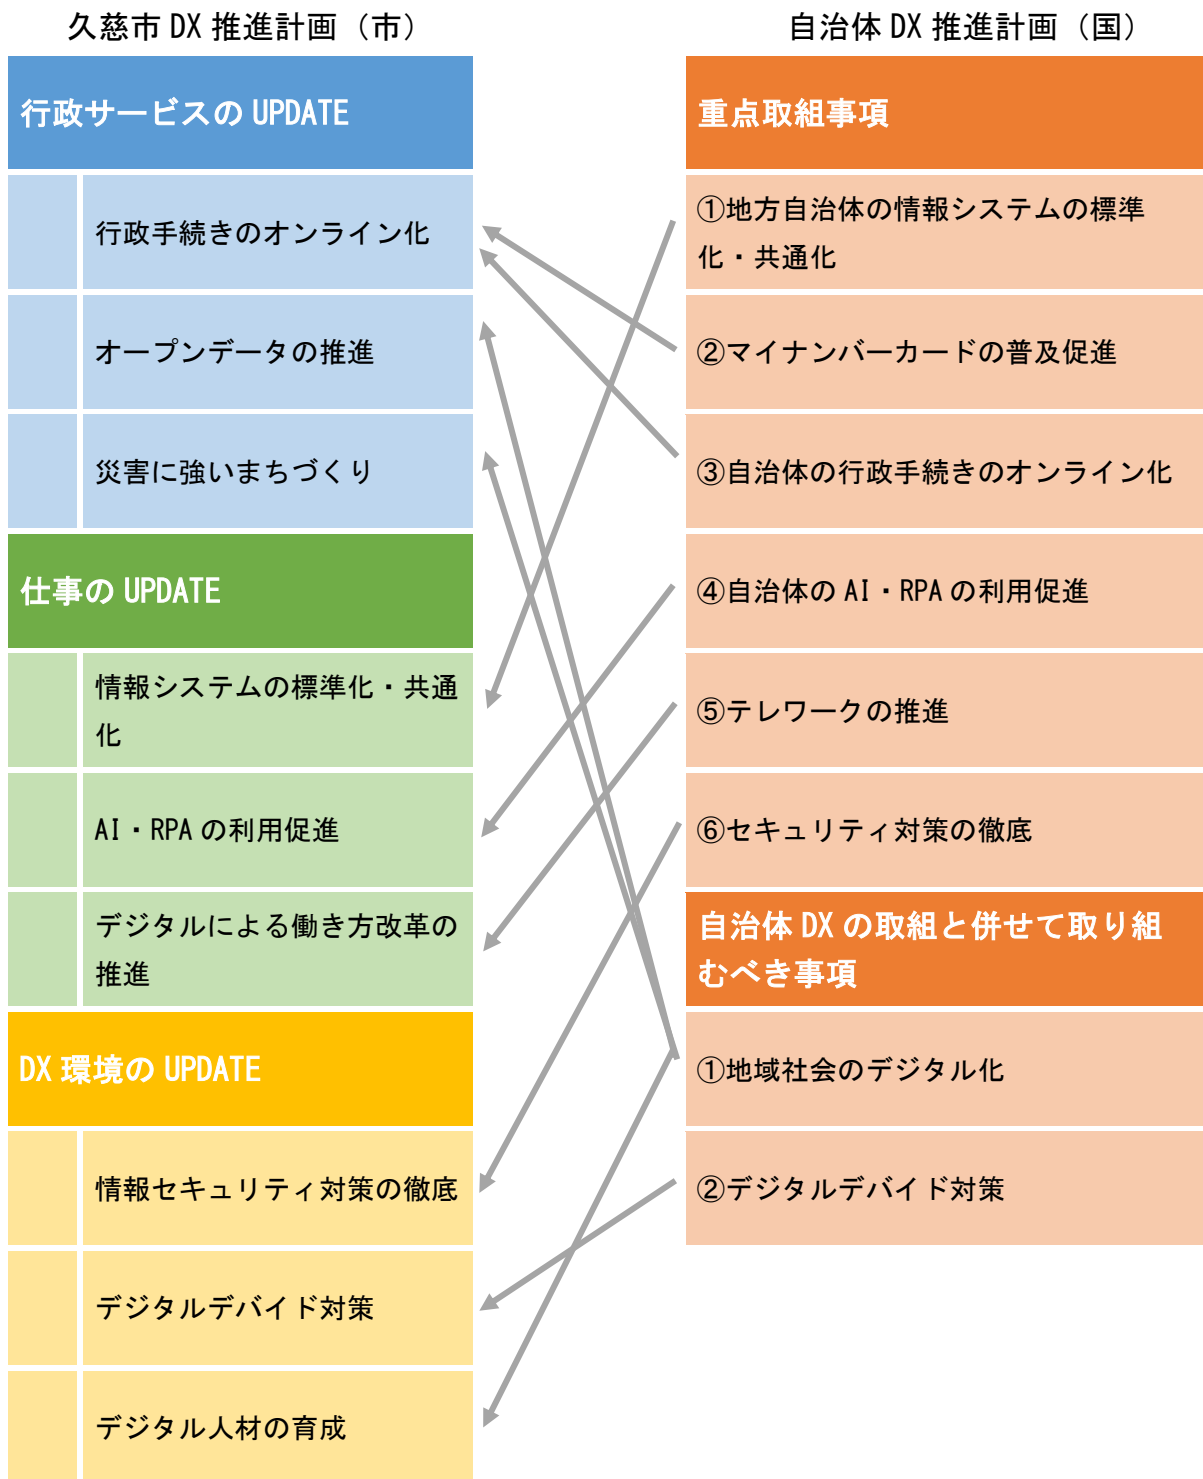 久慈市 DX 推進計画（市）
行政サービスの UPDATE
行政手続きのオンライン化
オープンデータの推進
災害に強いまちづくり
仕事の UPDATE
情報システムの標準化・共通
化
AI・RPA の利用促進
デジタルによる働き方改革の
推進
DX 環境の UPDATE
情報セキュリティ対策の徹底
デジタルデバイド対策
デジタル人材の育成
自治体 DX 推進計画（国）
重点取組事項
①地方自治体の情報システムの標準
化・共通化
②マイナンバーカードの普及促進
③自治体の行政手続きのオンライン化
④自治体の AI・RPA の利用促進
⑤テレワークの推進
⑥セキュリティ対策の徹底
自治体 DX の取組と併せて取り組
むべき事項
①地域社会のデジタル化
②デジタルデバイド対策